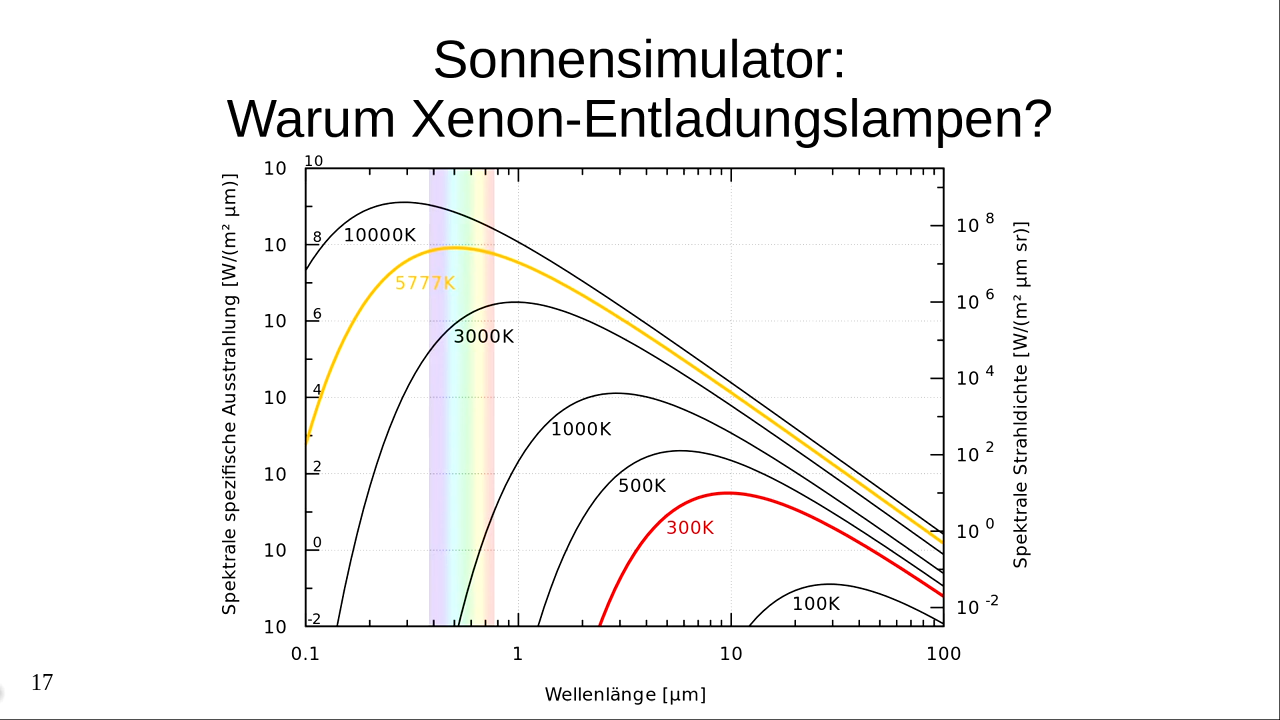 Sonnensimulator:
Warum Xenon-Entladungslampen?
Spektrale spezifische Ausstrahlung [W/(m² µm)]
10 10
10 8
10 6
10 4
10 2
10 0
10 -2
10000K
5777K
3000K
1000K
500K
300K
100K
10 8
10 6
10 4
10 2
10 0
10 -2
Spektrale Strahldichte [W/(m² µm sr)]
0.1 1 10 100
Wellenlänge [µm]
17